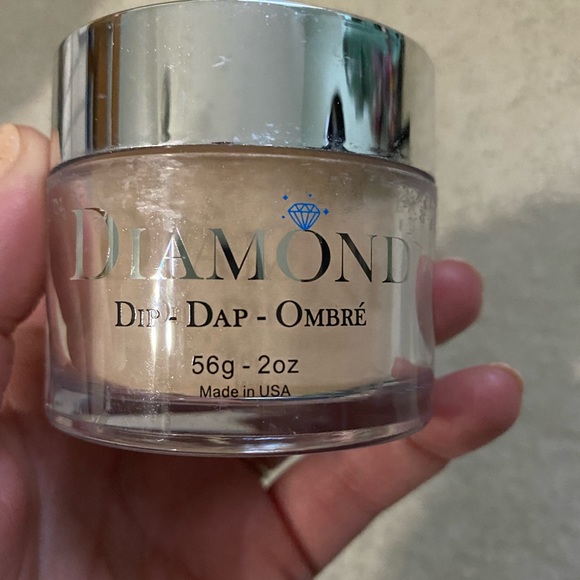 DIAMOND
DIP - DAP - OMBRÉ
56g - 2oz
Made in USA